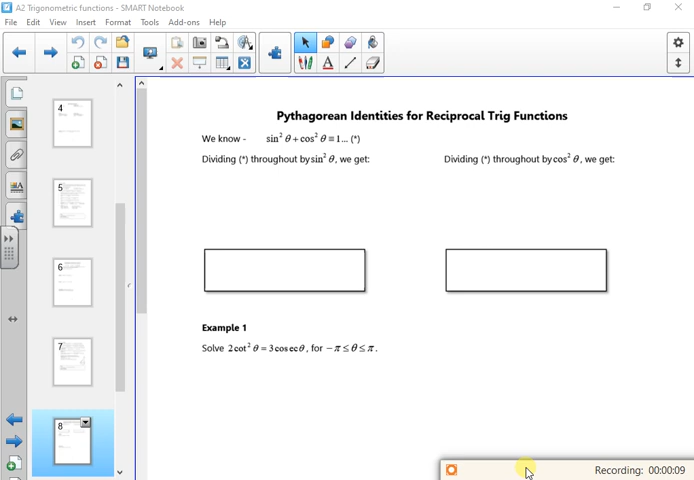 A2 Trigonometric functions - SMART Notebook
File Edit View Insert Format Tools Add-ons Help
4
5
6
7
8
Pythagorean Identities for Reciprocal Trig Functions
We know - sin² θ + cos² θ ≡ 1... (*)
Dividing (*) throughout by sin² θ, we get: Dividing (*) throughout by cos² θ, we get:
Example 1
Solve 2cot² θ = 3cosecθ, for −π ≤ θ ≤ π.
Recording: 00:00:09